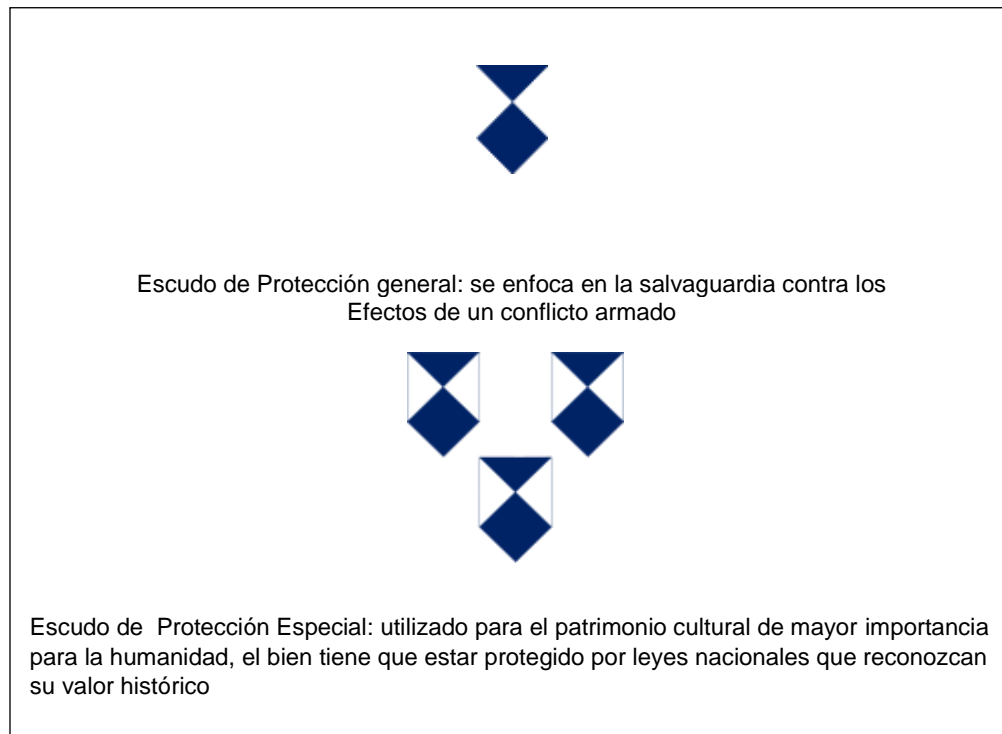 Escudo de Protección general: se enfoca en la salvaguardia contra los
Efectos de un conflicto armado
Escudo de  Protección Especial: utilizado para el patrimonio cultural de mayor importancia
para la humanidad, el bien tiene que estar protegido por leyes nacionales que reconozcan
su valor histórico